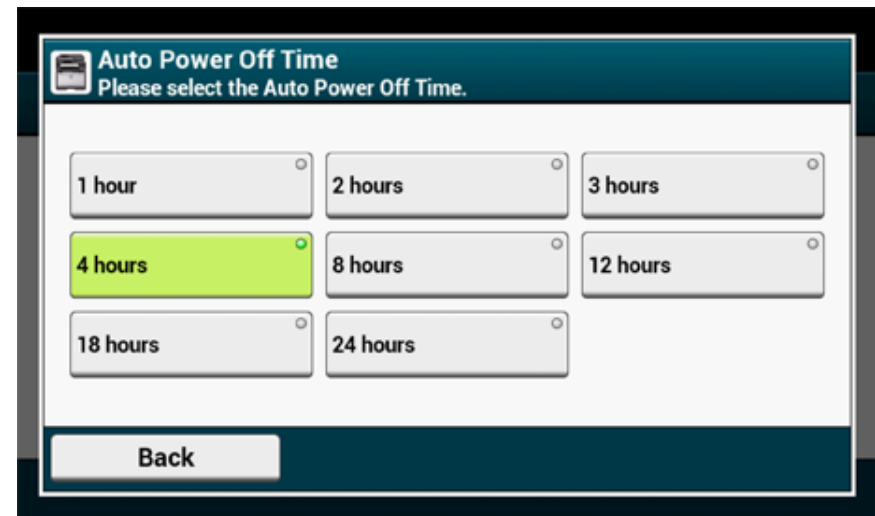 Auto Power Off Time
Please select the Auto Power Off Time.
1 hour
2 hours
3 hours
4 hours
8 hours
12 hours
18 hours
24 hours
Back